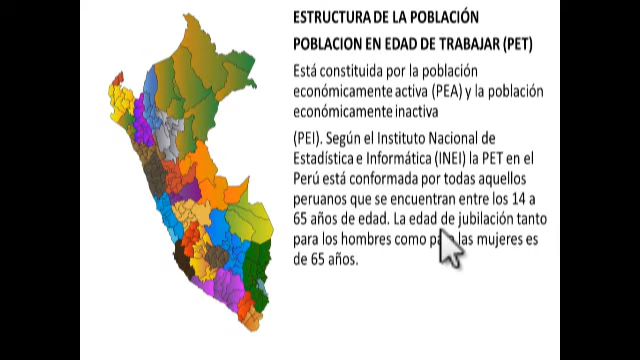 ESTRUCTURA DE LA POBLACIÓN
POBLACION EN EDAD DE TRABAJAR (PET)
Está constituida por la población
económicamente activa (PEA) y la población
económicamente inactiva
(PEI). Según el Instituto Nacional de
Estadística e Informática (INEI) la PET en el
Perú está conformada por todas aquellos
peruanos que se encuentran entre los 14 a
65 años de edad. La edad de jubilación tanto
para los hombres como para las mujeres es
de 65 años.